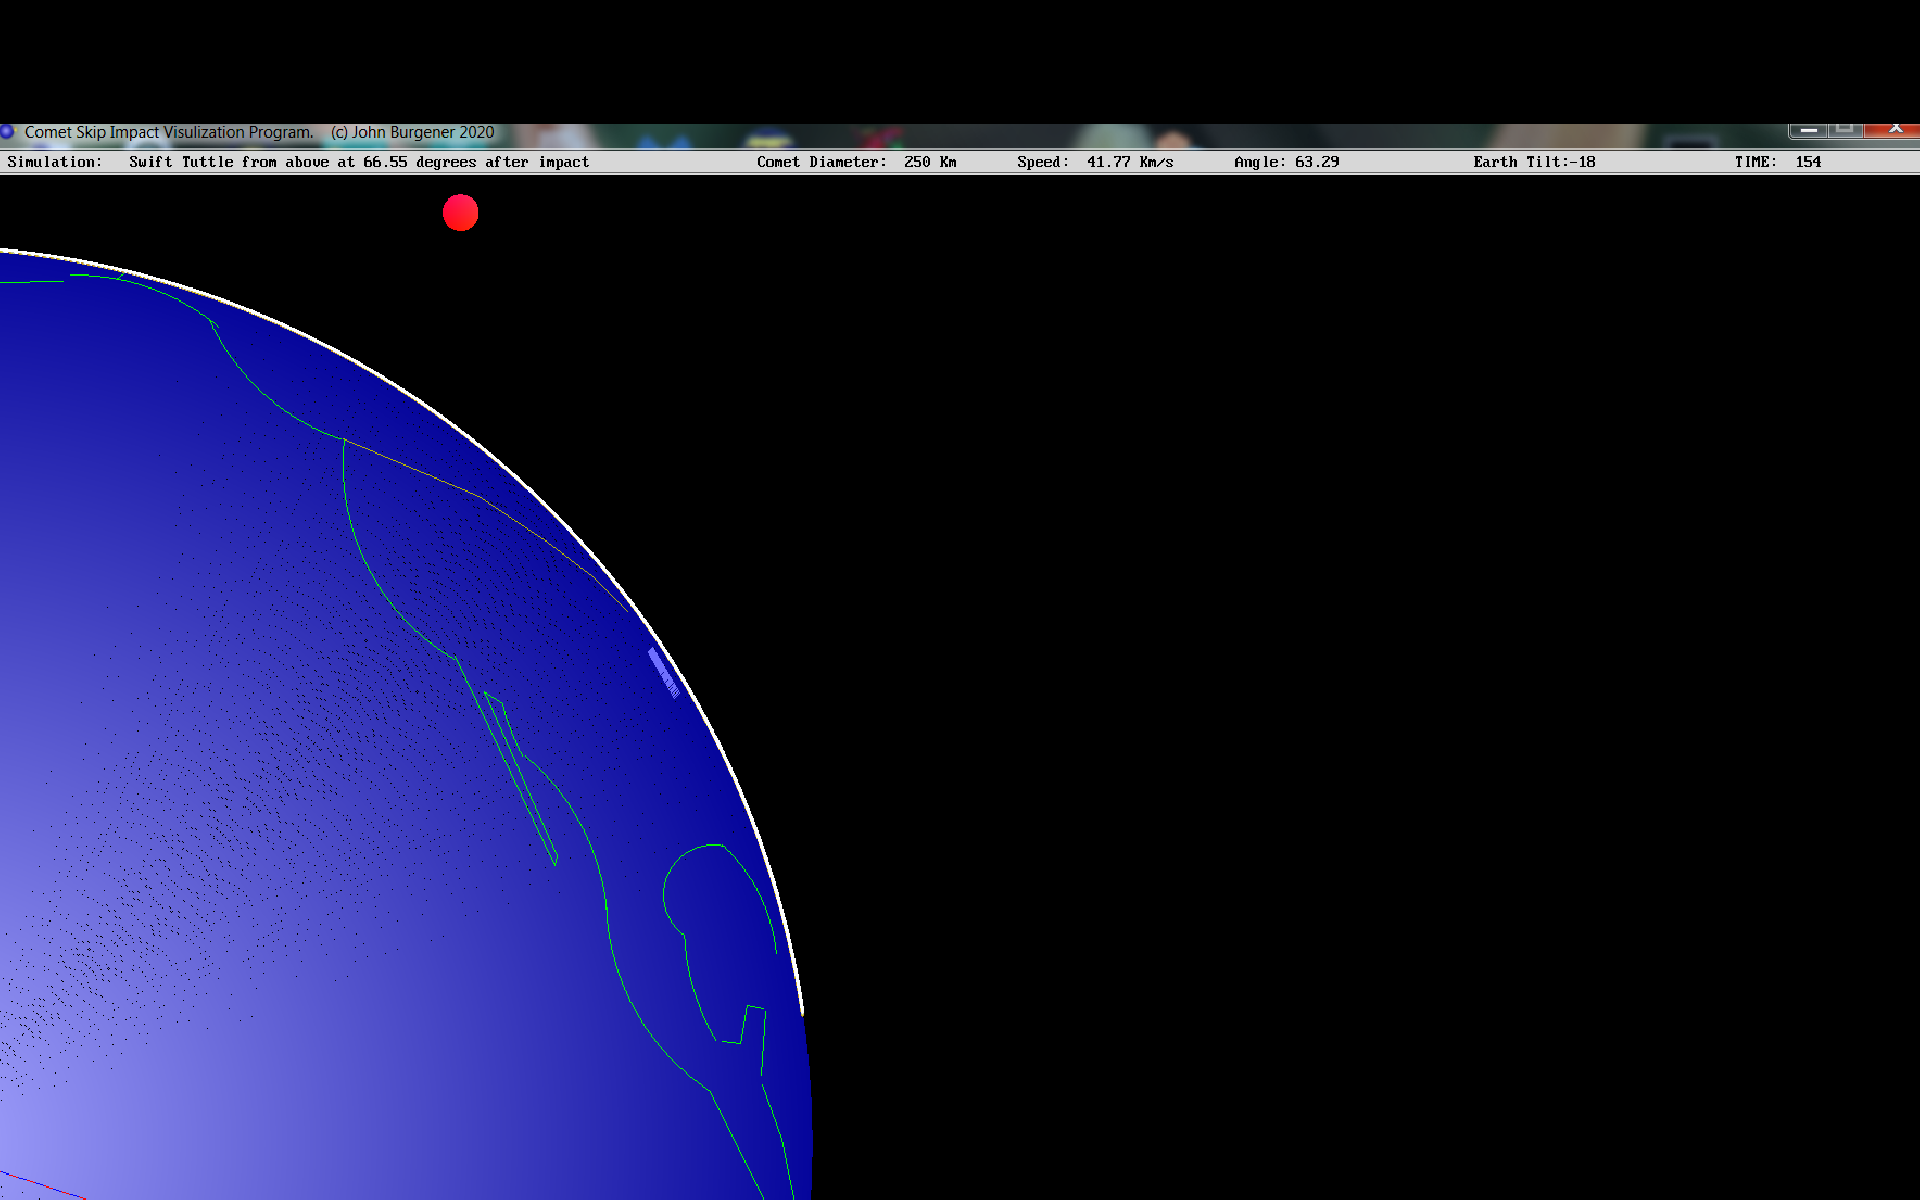 Comet Skip Impact Visulization Program. (c) John Burgener 2020
Simulation: Swift Tuttle from above at 66.55 degrees after impact Comet Diameter: 250 Km Speed: 41.77 Km/s Angle: 63.29 Earth Tilt:-18 TIME: 154